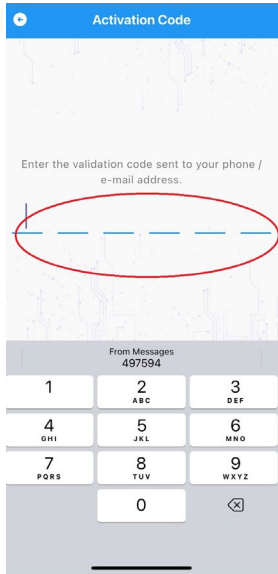 Activation Code
Enter the validation code sent to your phone /
e-mail address.
From Messages
497594
1
2
ABC
3
DEF
4
GHI
5
JKL
6
MNO
7
PQRS
8
TUV
9
WXYZ
0